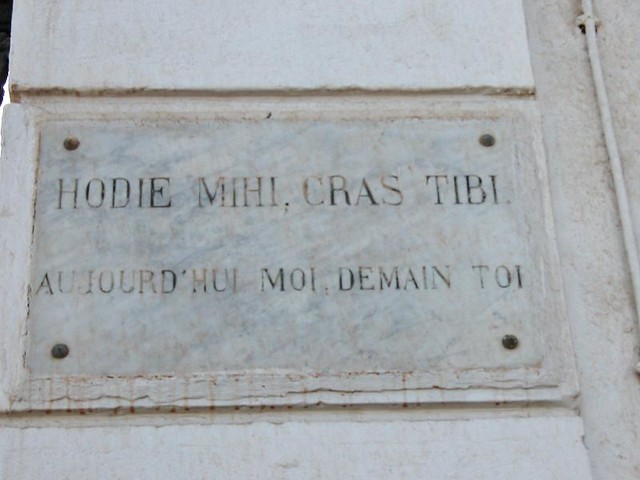 HODIE MIHI, CRAS TIBI.
AUJOURD'HUI MOI, DEMAIN TOI